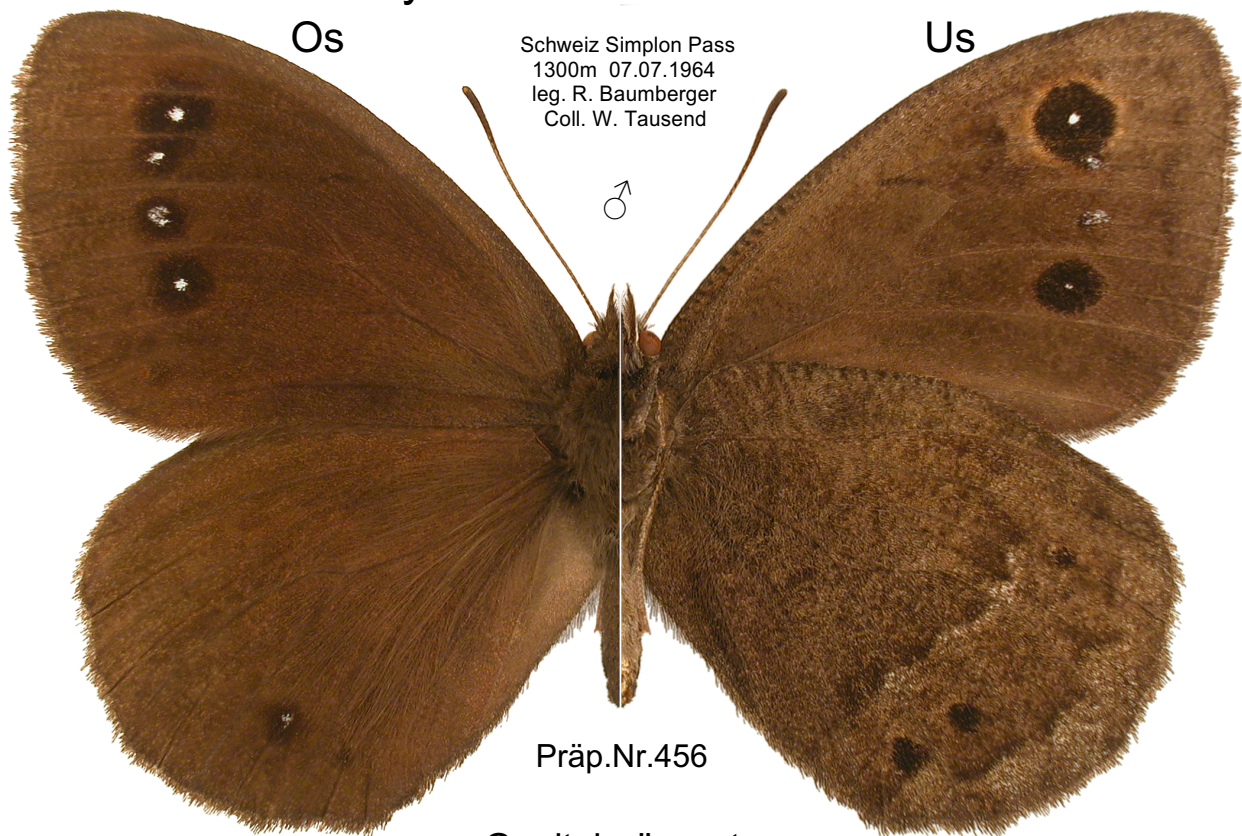 Os
Us
Schweiz Simplon Pass
1300m 07.07.1964
leg. R. Baumberger
Coll. W. Tausend
♂
Präp.Nr.456